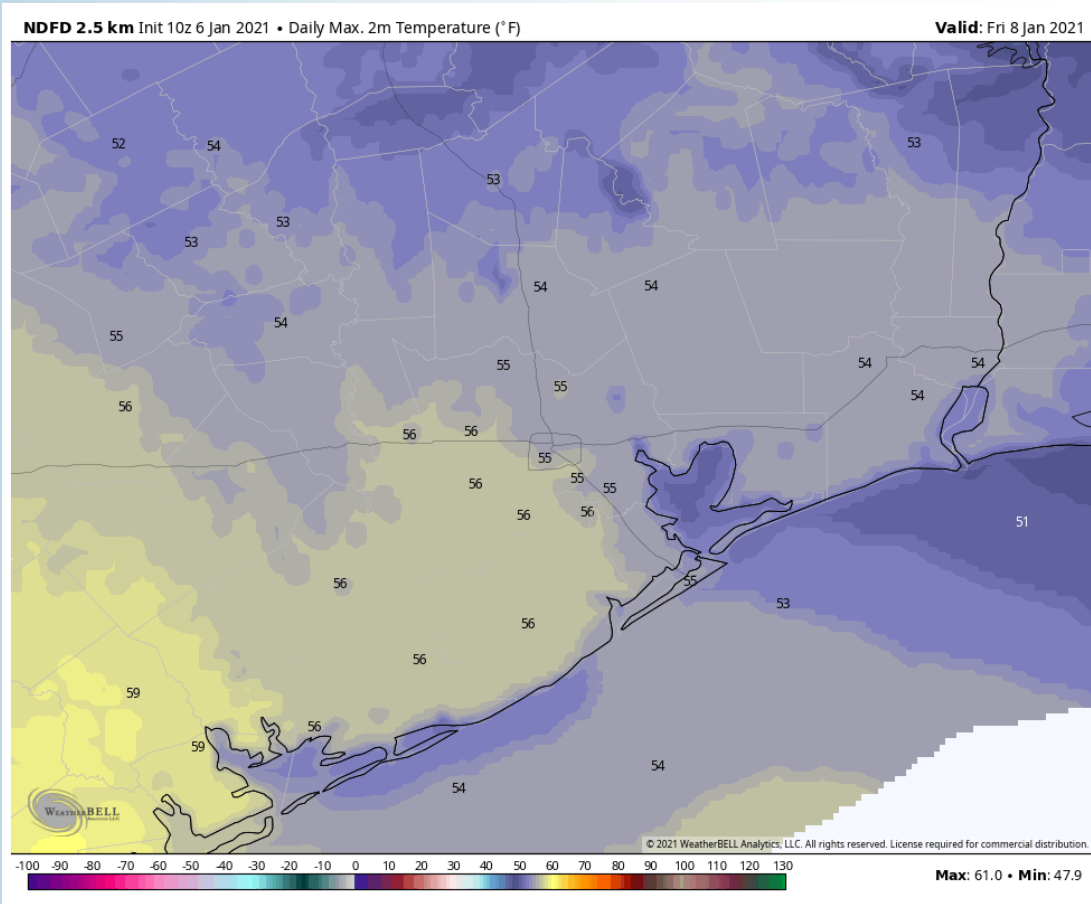 NDFD 2.5 km Init 10z 6 Jan 2021 • Daily Max. 2m Temperature (°F) Valid: Fri 8 Jan 2021
52 54 53
53
53 53
54 54
54
55
55 54 54
55 54
56
56 56
55
56 55 55
56 56 51
56 55
53
56
56
59
56
59
54
54
WEATHERBELL
© 2021 WeatherBELL Analytics, LLC. All rights reserved. License required for commercial distribution.
-100 -90 -80 -70 -60 -50 -40 -30 -20 -10 0 10 20 30 40 50 60 70 80 90 100 110 120 130
Max: 61.0 • Min: 47.9